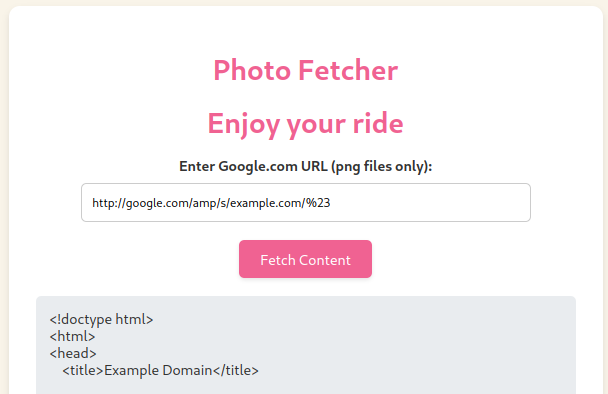 Photo Fetcher
Enjoy your ride
Enter Google.com URL (png files only):
http://google.com/amp/s/example.com/%23
Fetch Content
<!doctype html>
<html>
<head>
    <title>Example Domain</title>